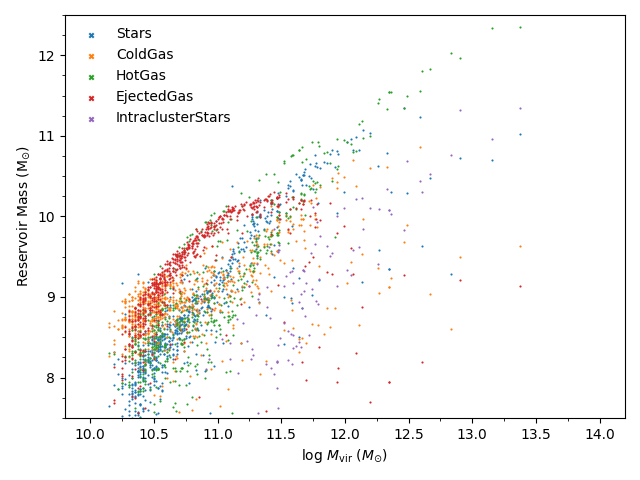 Stars
ColdGas
HotGas
EjectedGas
IntraclusterStars
Reservoir Mass (M⊙)
12
11
10
9
8
10.0 10.5 11.0 11.5 12.0 12.5 13.0 13.5 14.0
log Mvir (M⊙)